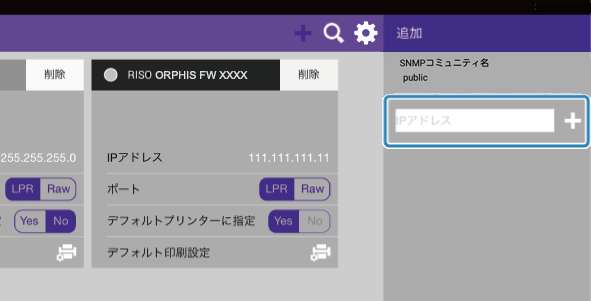 追加
SNMPコミュニティ名
public
IPアドレス
削除
255.255.255.0
LPR Raw
Yes No
RISO ORPHIS FW XXXX 削除
IPアドレス 111.111.111.11
ポート LPR Raw
デフォルトプリンターに指定 Yes No
デフォルト印刷設定